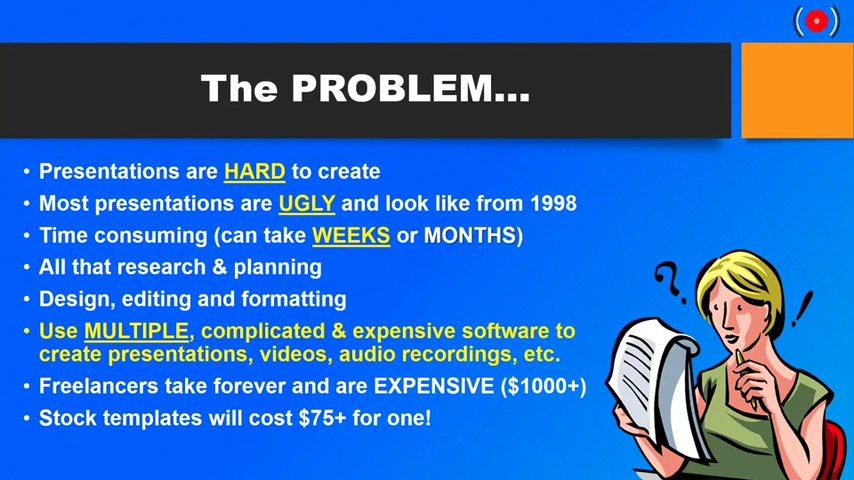 The PROBLEM...
• Presentations are HARD to create
• Most presentations are UGLY and look like from 1998
• Time consuming (can take WEEKS or MONTHS)
• All that research & planning
• Design, editing and formatting
• Use MULTIPLE, complicated & expensive software to
create presentations, videos, audio recordings, etc.
• Freelancers take forever and are EXPENSIVE ($1000+)
• Stock templates will cost $75+ for one!
? !